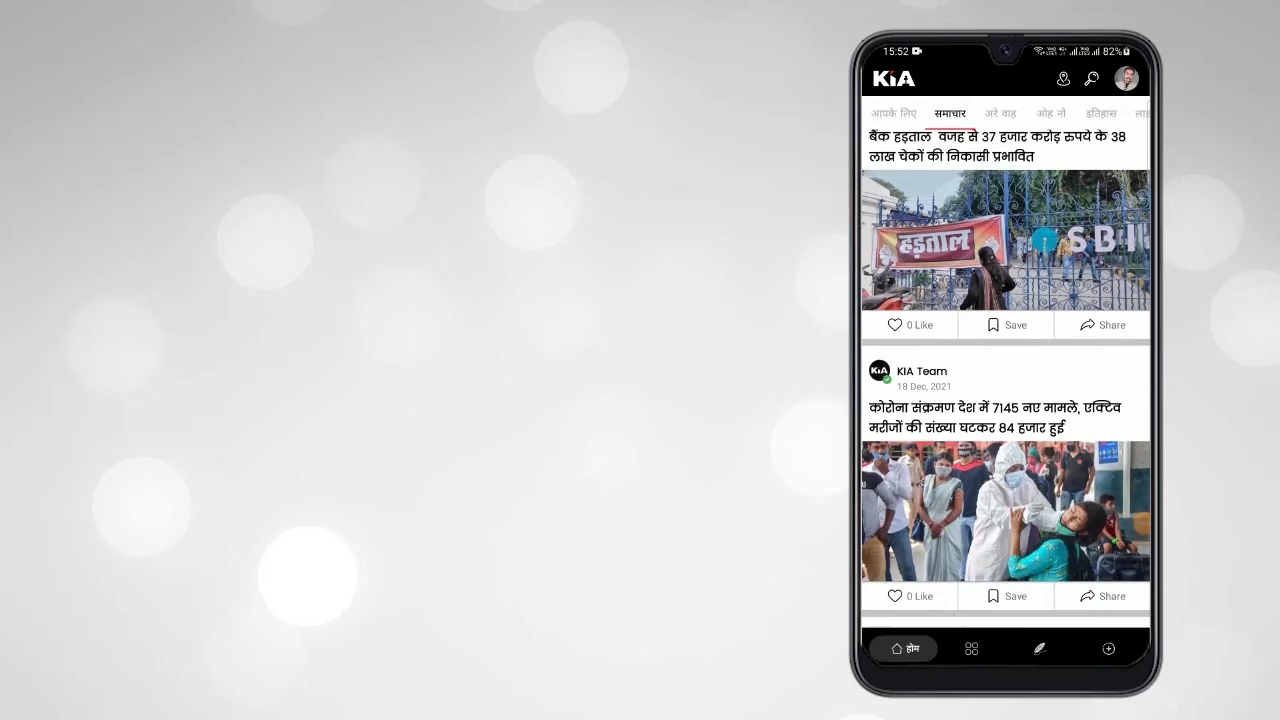 15:52
82%
KiA
आपके लिए समाचार अरे वाह ओह नो इतिहास
बैंक हड़ताल वजह से 37 हजार करोड़ रुपये के 38
लाख चेकों की निकासी प्रभावित
हड़ताल
SBI
0 Like Save Share
KiA
KIA Team
18 Dec, 2021
कोरोना संक्रमण देश में 7145 नए मामले, एक्टिव
मरीजों की संख्या घटकर 84 हजार हुई
0 Like Save Share
होम